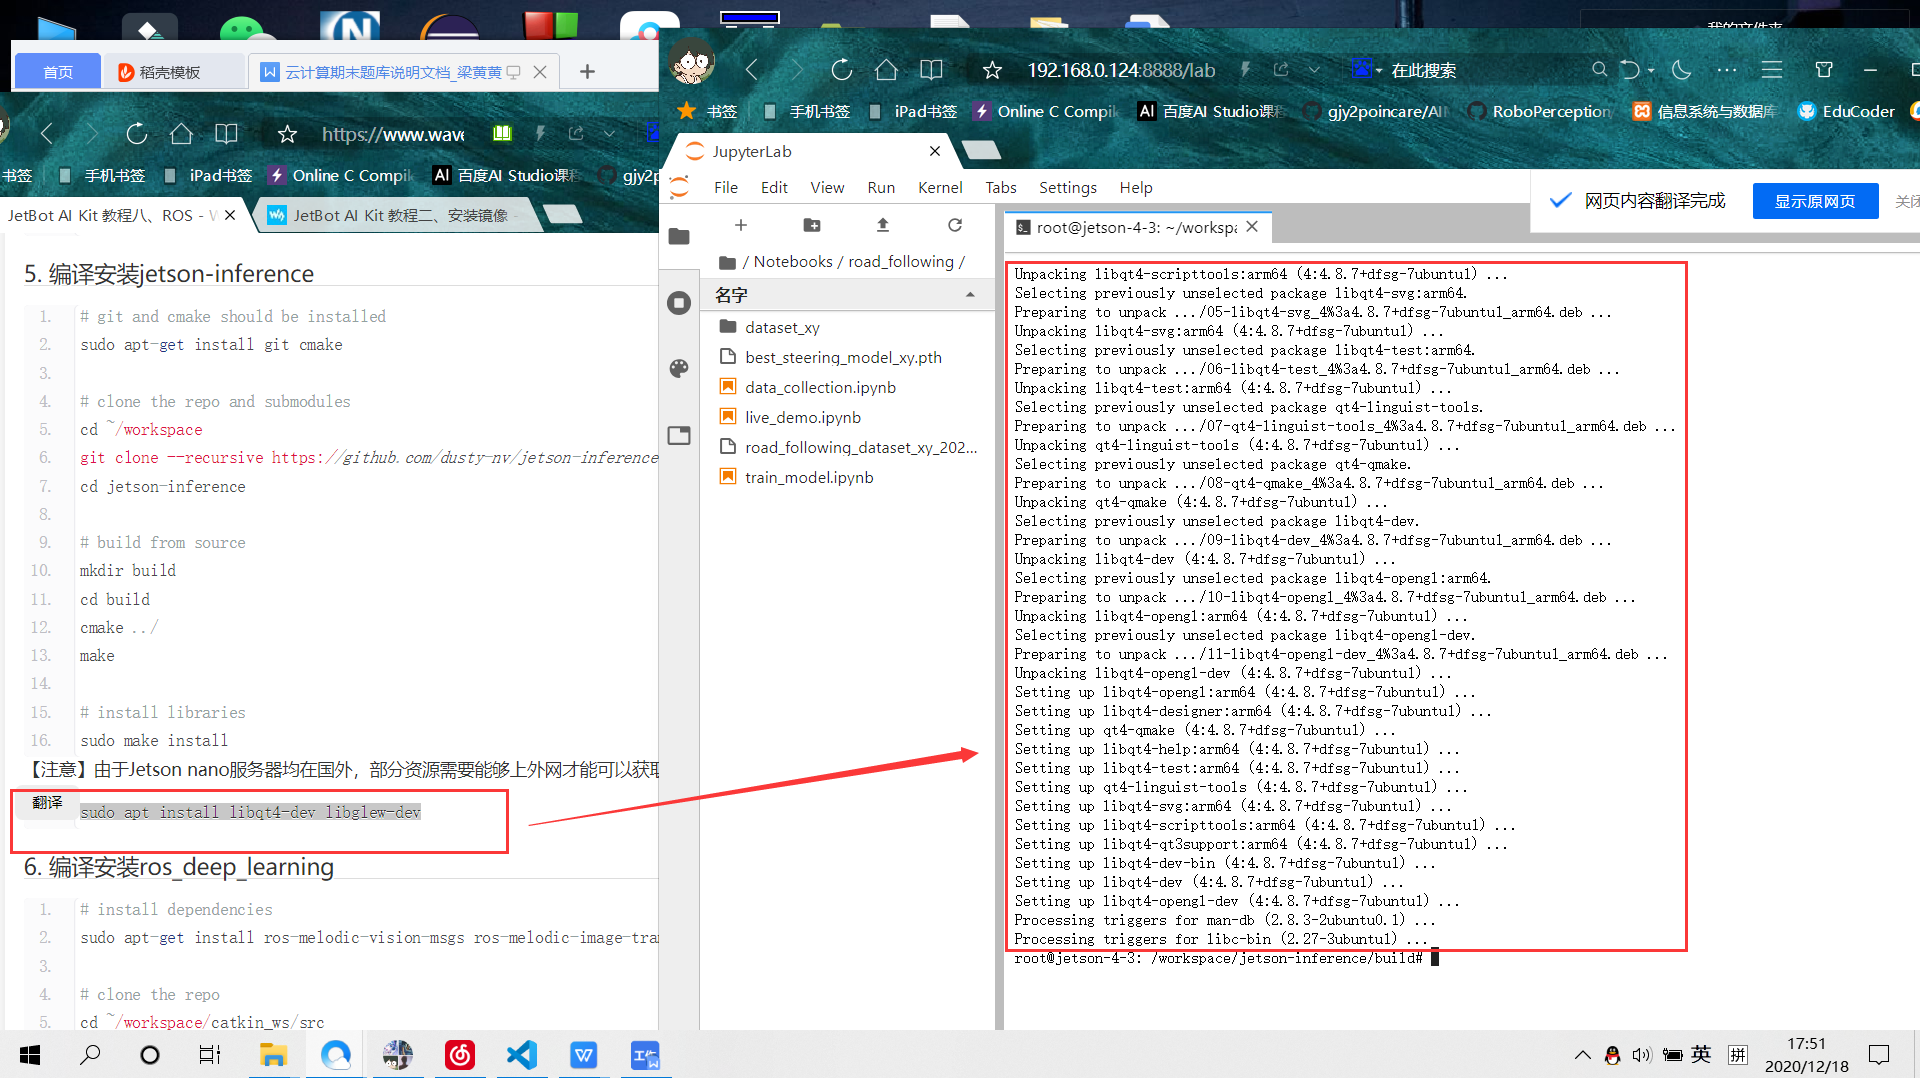 首页
稻壳模板
云计算期末题库说明文档_梁黄黄
https://www.wave
书签
手机书签
iPad书签
Online C Compil
AI 百度AI Studio课程
gjy2p
JetBot AI Kit 教程八、ROS - W
JetBot AI Kit 教程二、安装镜像 -
5. 编译安装jetson-inference
1. # git and cmake should be installed
2. sudo apt-get install git cmake
3.
4. # clone the repo and submodules
5. cd ~/workspace
6. git clone --recursive https://github.com/dusty-nv/jetson-inference
7. cd jetson-inference
8.
9. # build from source
10. mkdir build
11. cd build
12. cmake ../
13. make
14.
15. # install libraries
16. sudo make install
【注意】由于Jetson nano服务器均在国外，部分资源需要能够上外网才能可以获取
翻译
sudo apt install libqt4-dev libglew-dev
6. 编译安装ros_deep_learning
1. # install dependencies
2. sudo apt-get install ros-melodic-vision-msgs ros-melodic-image-tra
3.
4. # clone the repo
5. cd ~/workspace/catkin_ws/src
我的文件夹
192.168.0.124:8888/lab
在此搜索
书签
手机书签
iPad书签
Online C Compil
AI 百度AI Studio课程
gjy2poincare/AI
RoboPerception
信息系统与数据库
EduCoder
JupyterLab
File Edit View Run Kernel Tabs Settings Help
网页内容翻译完成
显示原网页
关闭
/ Notebooks / road_following /
名字
dataset_xy
best_steering_model_xy.pth
data_collection.ipynb
live_demo.ipynb
road_following_dataset_xy_202...
train_model.ipynb
root@jetson-4-3: ~/workspa
Unpacking libqt4-scripttools:arm64 (4:4.8.7+dfsg-7ubuntu1) ...
Selecting previously unselected package libqt4-svg:arm64.
Preparing to unpack .../05-libqt4-svg_4%3a4.8.7+dfsg-7ubuntu1_arm64.deb ...
Unpacking libqt4-svg:arm64 (4:4.8.7+dfsg-7ubuntu1) ...
Selecting previously unselected package libqt4-test:arm64.
Preparing to unpack .../06-libqt4-test_4%3a4.8.7+dfsg-7ubuntu1_arm64.deb ...
Unpacking libqt4-test:arm64 (4:4.8.7+dfsg-7ubuntu1) ...
Selecting previously unselected package qt4-linguist-tools.
Preparing to unpack .../07-qt4-linguist-tools_4%3a4.8.7+dfsg-7ubuntu1_arm64.deb ...
Unpacking qt4-linguist-tools (4:4.8.7+dfsg-7ubuntu1) ...
Selecting previously unselected package qt4-qmake.
Preparing to unpack .../08-qt4-qmake_4%3a4.8.7+dfsg-7ubuntu1_arm64.deb ...
Unpacking qt4-qmake (4:4.8.7+dfsg-7ubuntu1) ...
Selecting previously unselected package libqt4-dev.
Preparing to unpack .../09-libqt4-dev_4%3a4.8.7+dfsg-7ubuntu1_arm64.deb ...
Unpacking libqt4-dev (4:4.8.7+dfsg-7ubuntu1) ...
Selecting previously unselected package libqt4-opengl:arm64.
Preparing to unpack .../10-libqt4-opengl_4%3a4.8.7+dfsg-7ubuntu1_arm64.deb ...
Unpacking libqt4-opengl:arm64 (4:4.8.7+dfsg-7ubuntu1) ...
Selecting previously unselected package libqt4-opengl-dev.
Preparing to unpack .../11-libqt4-opengl-dev_4%3a4.8.7+dfsg-7ubuntu1_arm64.deb ...
Unpacking libqt4-opengl-dev (4:4.8.7+dfsg-7ubuntu1) ...
Setting up libqt4-opengl:arm64 (4:4.8.7+dfsg-7ubuntu1) ...
Setting up libqt4-designer:arm64 (4:4.8.7+dfsg-7ubuntu1) ...
Setting up qt4-qmake (4:4.8.7+dfsg-7ubuntu1) ...
Setting up libqt4-help:arm64 (4:4.8.7+dfsg-7ubuntu1) ...
Setting up libqt4-test:arm64 (4:4.8.7+dfsg-7ubuntu1) ...
Setting up qt4-linguist-tools (4:4.8.7+dfsg-7ubuntu1) ...
Setting up libqt4-svg:arm64 (4:4.8.7+dfsg-7ubuntu1) ...
Setting up libqt4-scripttools:arm64 (4:4.8.7+dfsg-7ubuntu1) ...
Setting up libqt4-qt3support:arm64 (4:4.8.7+dfsg-7ubuntu1) ...
Setting up libqt4-dev-bin (4:4.8.7+dfsg-7ubuntu1) ...
Setting up libqt4-dev (4:4.8.7+dfsg-7ubuntu1) ...
Setting up libqt4-opengl-dev (4:4.8.7+dfsg-7ubuntu1) ...
Processing triggers for man-db (2.8.3-2ubuntu0.1) ...
Processing triggers for libc-bin (2.27-3ubuntu1) ...
root@jetson-4-3: /workspace/jetson-inference/build#
英
拼
17:51
2020/12/18